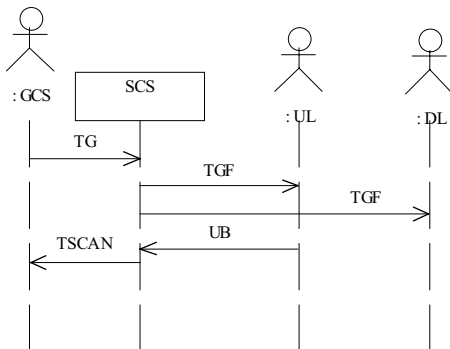 SCS
: GCS
: UL
: DL
TG
TGF
TGF
UB
TSCAN